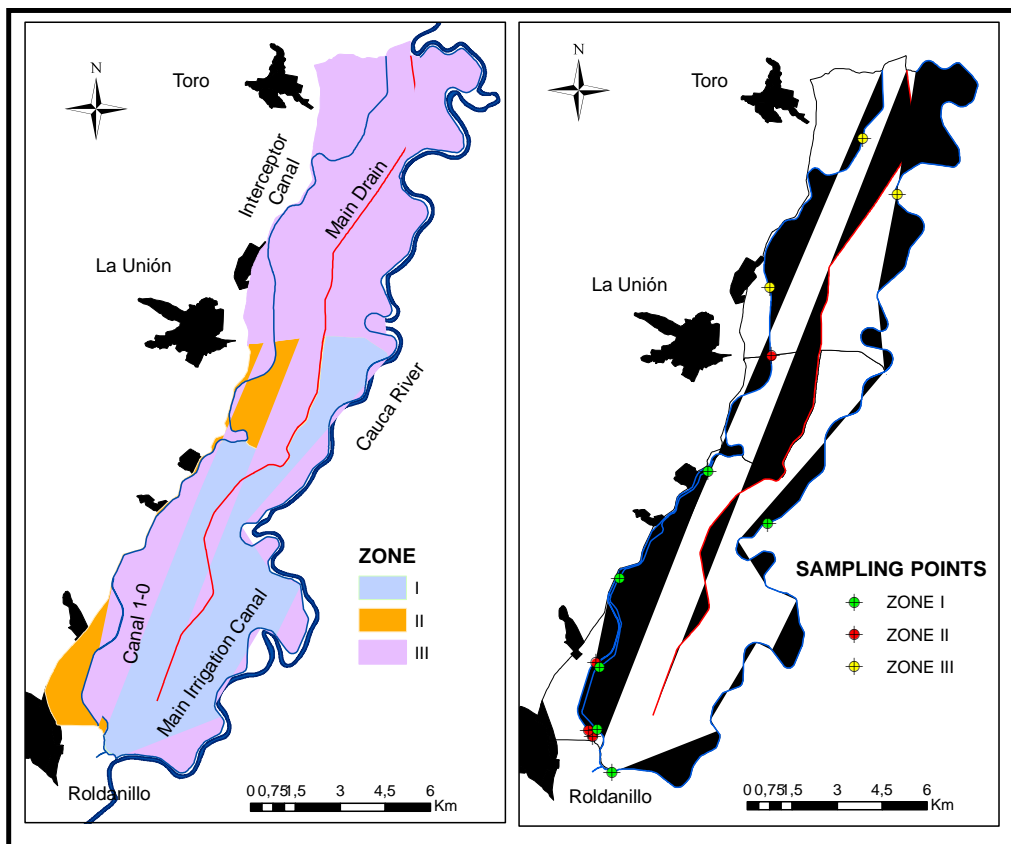 N
Toro
Interceptor
Canal
Main Drain
La Unión
Cauca River
ZONE
I
II
III
Canal 1-0
Main Irrigation Canal
Roldanillo
0 0,75 1,5 3 4,5 6
Km
N
Toro
La Unión
SAMPLING POINTS
ZONE I
ZONE II
ZONE III
Roldanillo
0 0,75 1,5 3 4,5 6
Km